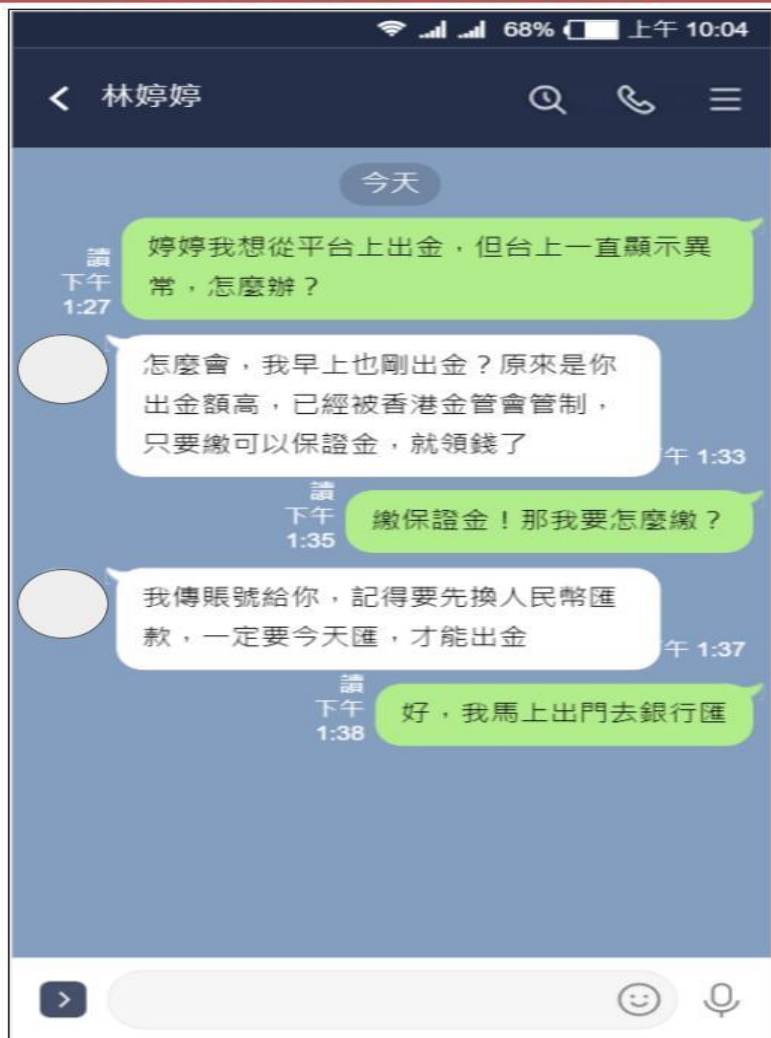 68% 上午 10:04
林婷婷
今天
婷婷我想從平台上出金，但台上一直顯示異
常，怎麼辦？
讀
下午
1:27
怎麼會，我早上也剛出金？原來是你
出金額高，已經被香港金管會管制，
只要繳可以保證金，就領錢了
午 1:33
讀
下午
1:35
繳保證金！那我要怎麼繳？
我傳賬號給你，記得要先換人民幣匯
款，一定要今天匯，才能出金
午 1:37
讀
下午
1:38
好，我馬上出門去銀行匯